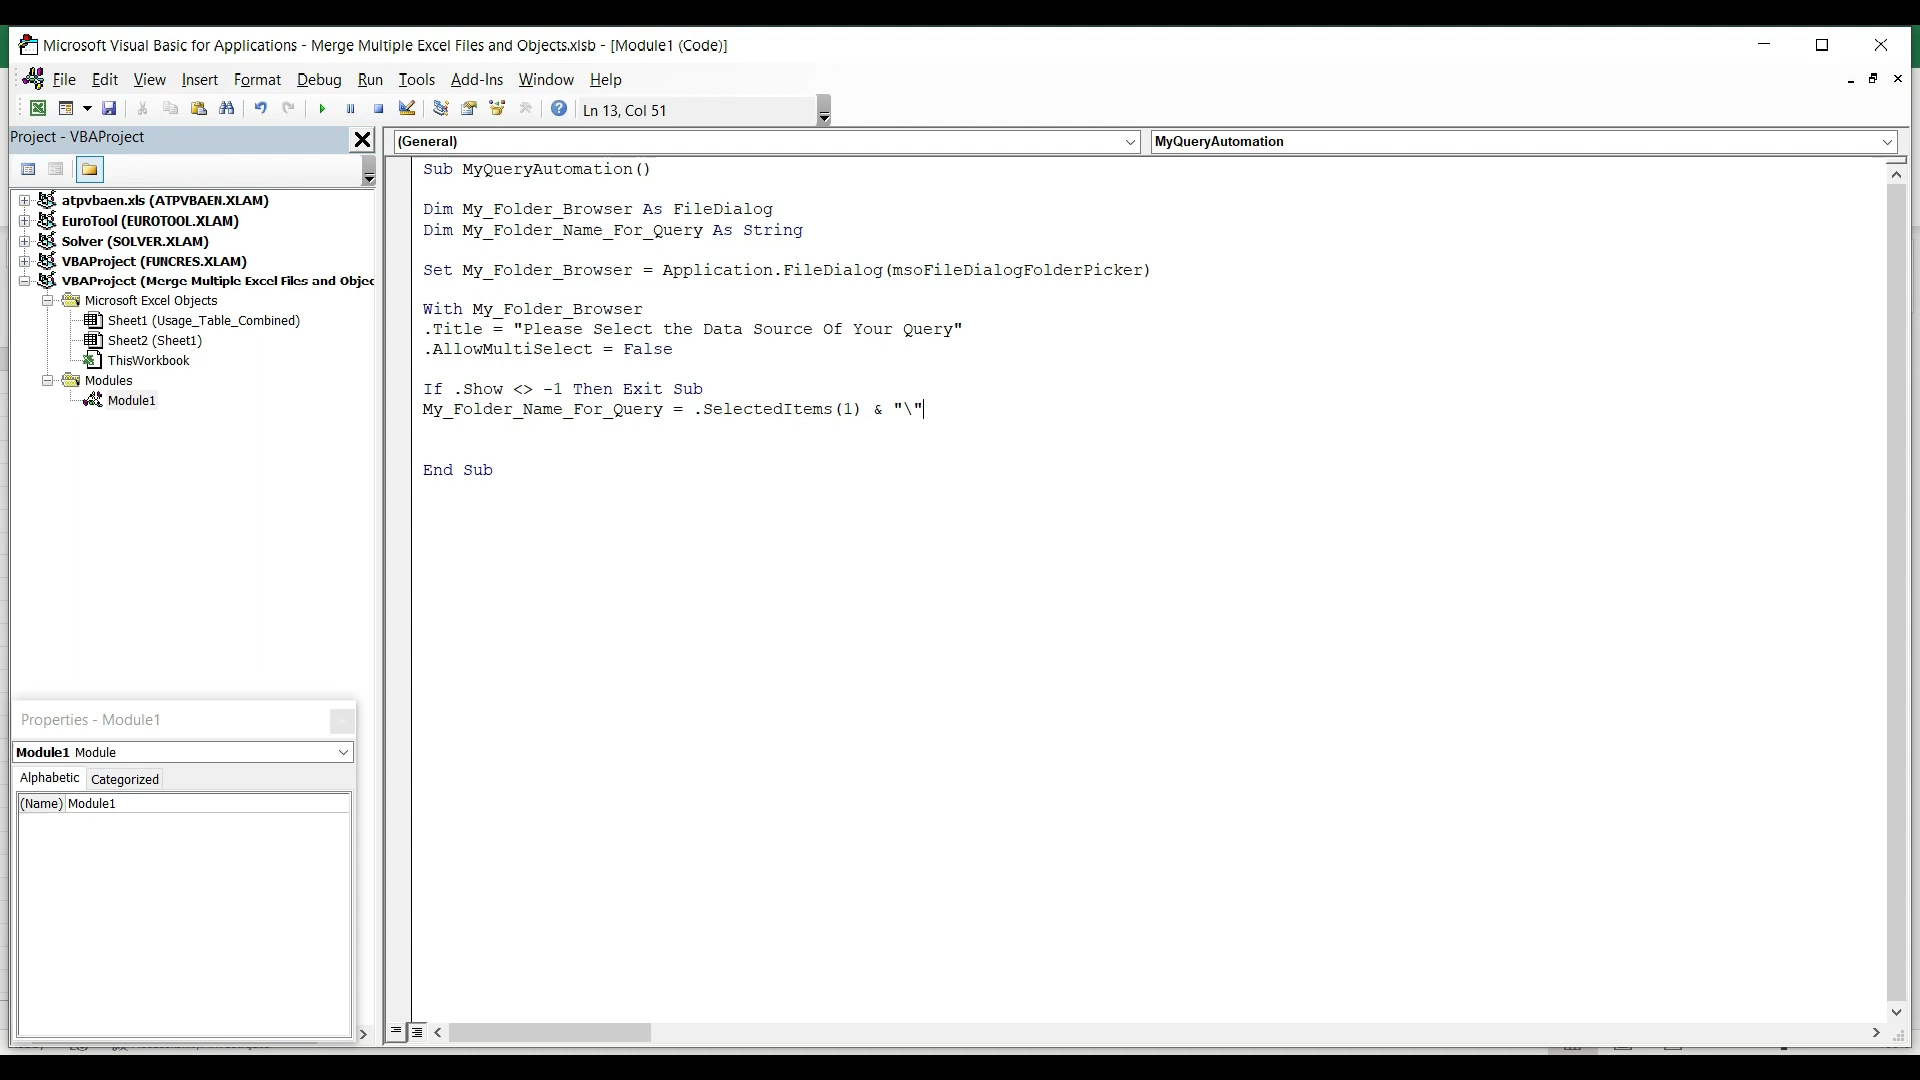 Microsoft Visual Basic for Applications - Merge Multiple Excel Files and Objects.xlsb - [Module1 (Code)]
File Edit View Insert Format Debug Run Tools Add-Ins Window Help
Ln 13, Col 51
Project - VBAProject
(General)
MyQueryAutomation
atpvbaen.xls (ATPVBAEN.XLAM)
EuroTool (EUROTOOL.XLAM)
Solver (SOLVER.XLAM)
VBAProject (FUNCRES.XLAM)
VBAProject (Merge Multiple Excel Files and Objec
Microsoft Excel Objects
Sheet1 (Usage_Table_Combined)
Sheet2 (Sheet1)
ThisWorkbook
Modules
Module1
Sub MyQueryAutomation()
Dim My_Folder_Browser As FileDialog
Dim My_Folder_Name_For_Query As String
Set My_Folder_Browser = Application.FileDialog(msoFileDialogFolderPicker)
With My_Folder_Browser
.Title = "Please Select the Data Source Of Your Query"
.AllowMultiSelect = False
If .Show <> -1 Then Exit Sub
My_Folder_Name_For_Query = .SelectedItems(1) & "\"
End Sub
Properties - Module1
Module1 Module
Alphabetic Categorized
(Name) Module1